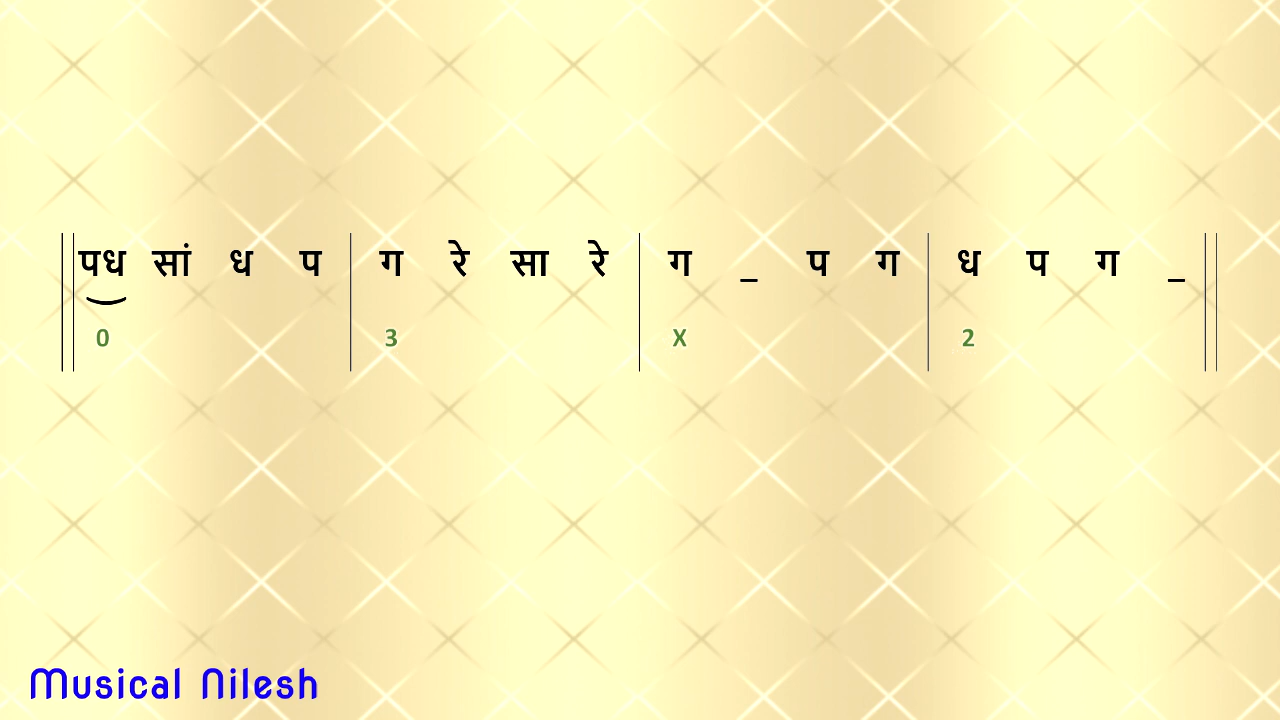 पध सां ध प ग रे सा रे ग _ प ग ध प ग _
0 3 X 2
Musical Nilesh